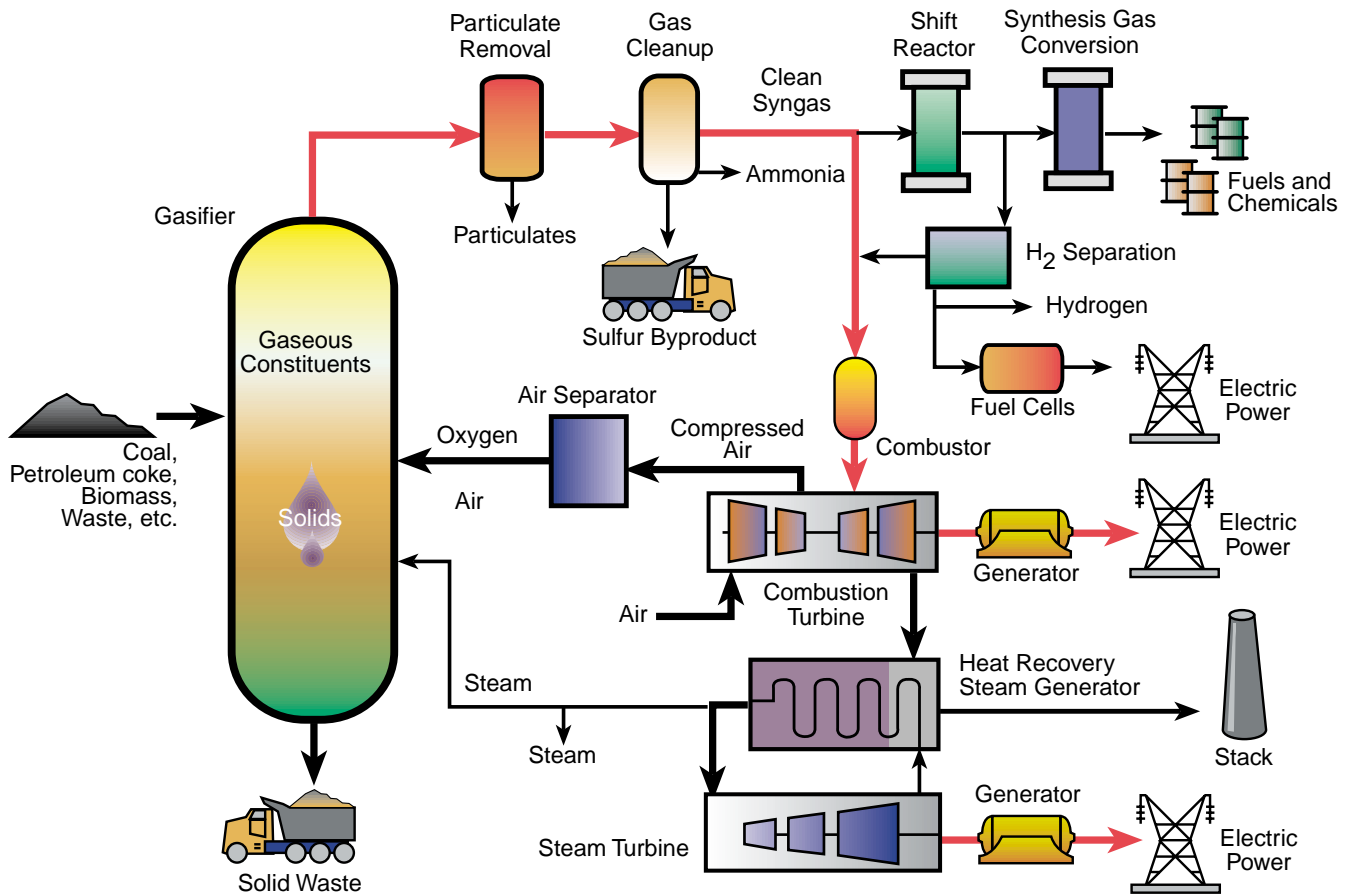 Particulate
Removal
Gas
Cleanup
Shift
Reactor
Synthesis Gas
Conversion
Clean
Syngas
Ammonia
Fuels and
Chemicals
Gasifier
Particulates
H2 Separation
Hydrogen
Sulfur Byproduct
Gaseous
Constituents
Fuel Cells
Electric
Power
Air Separator
Compressed
Air
Combustor
Oxygen
Air
Coal,
Petroleum coke,
Biomass,
Waste, etc.
Solids
Generator
Electric
Power
Air
Combustion
Turbine
Heat Recovery
Steam Generator
Steam
Steam
Stack
Generator
Steam Turbine
Electric
Power
Solid Waste